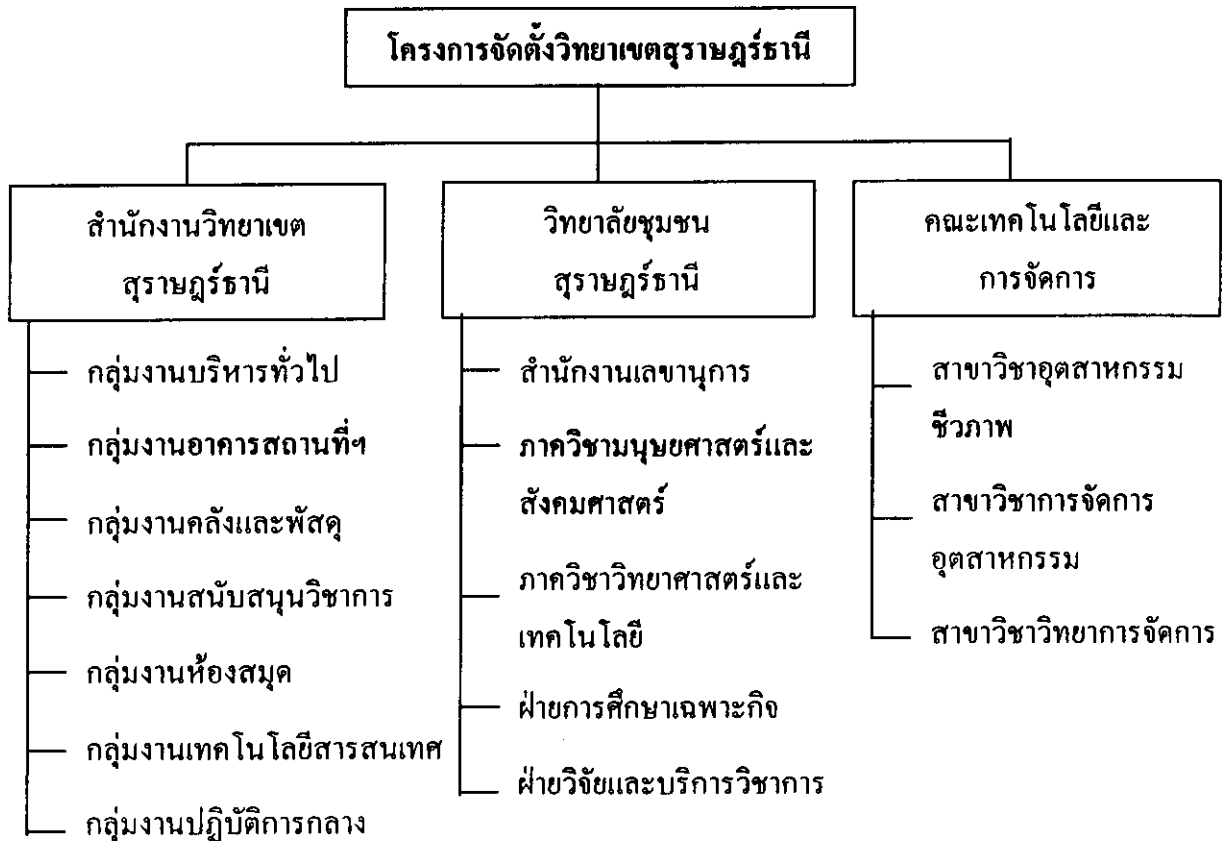 โครงการจัดตั้งวิทยาเขตสุราษฎร์ธานี
สำนักงานวิทยาเขต
สุราษฎร์ธานี
กลุ่มงานบริหารทั่วไป
กลุ่มงานอาคารสถานที่ฯ
กลุ่มงานคลังและพัสดุ
กลุ่มงานสนับสนุนวิชาการ
กลุ่มงานห้องสมุด
กลุ่มงานเทคโนโลยีสารสนเทศ
กลุ่มงานปฏิบัติการกลาง
วิทยาลัยชุมชน
สุราษฎร์ธานี
สำนักงานเลขานุการ
ภาควิชามนุษยศาสตร์และ
สังคมศาสตร์
ภาควิชาวิทยาศาสตร์และ
เทคโนโลยี
ฝ่ายการศึกษาเฉพาะกิจ
ฝ่ายวิจัยและบริการวิชาการ
คณะเทคโนโลยีและ
การจัดการ
สาขาวิชาอุตสาหกรรม
ชีวภาพ
สาขาวิชาการจัดการ
อุตสาหกรรม
สาขาวิชาวิทยาการจัดการ